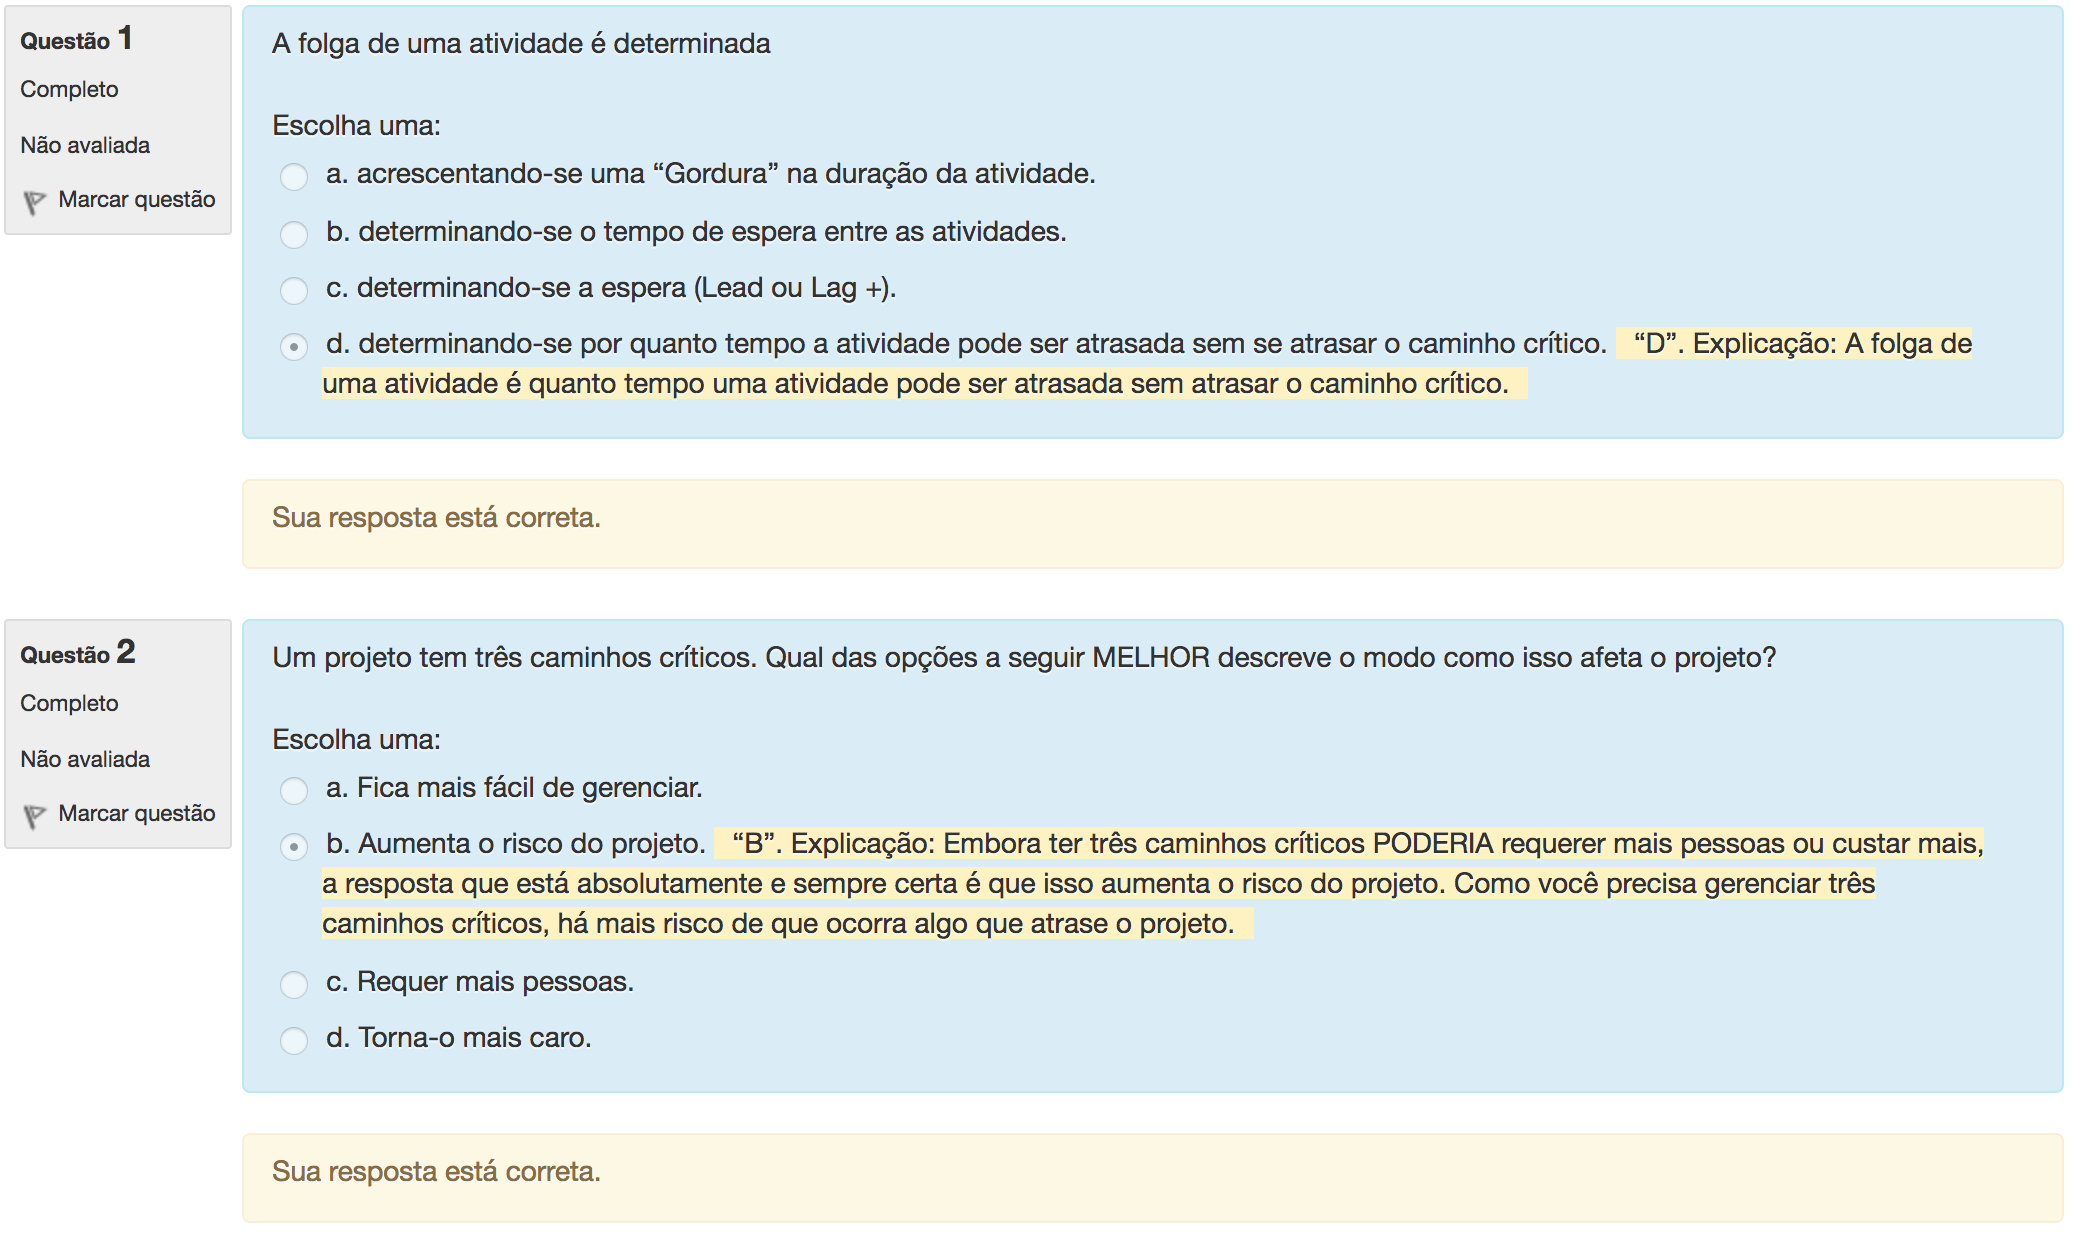 Questão 1
Completo
Não avaliada
Marcar questão
A folga de uma atividade é determinada
Escolha uma:
a. acrescentando-se uma “Gordura” na duração da atividade.
b. determinando-se o tempo de espera entre as atividades.
c. determinando-se a espera (Lead ou Lag +).
d. determinando-se por quanto tempo a atividade pode ser atrasada sem se atrasar o caminho crítico. “D”. Explicação: A folga de
uma atividade é quanto tempo uma atividade pode ser atrasada sem atrasar o caminho crítico.
Sua resposta está correta.
Questão 2
Completo
Não avaliada
Marcar questão
Um projeto tem três caminhos críticos. Qual das opções a seguir MELHOR descreve o modo como isso afeta o projeto?
Escolha uma:
a. Fica mais fácil de gerenciar.
b. Aumenta o risco do projeto. “B”. Explicação: Embora ter três caminhos críticos PODERIA requerer mais pessoas ou custar mais,
a resposta que está absolutamente e sempre certa é que isso aumenta o risco do projeto. Como você precisa gerenciar três
caminhos críticos, há mais risco de que ocorra algo que atrase o projeto.
c. Requer mais pessoas.
d. Torna-o mais caro.
Sua resposta está correta.